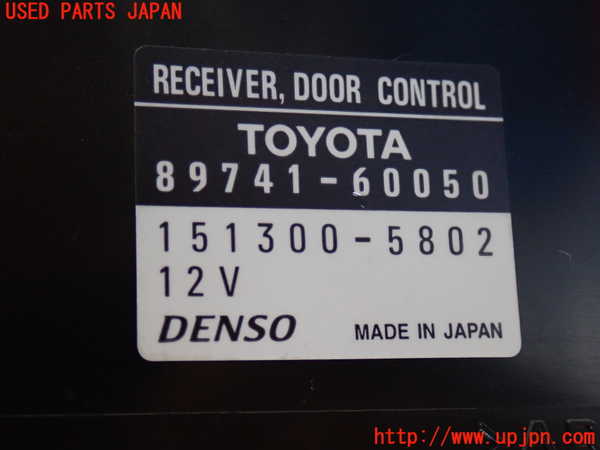 USED PARTS JAPAN
RECEIVER, DOOR CONTROL
TOYOTA
89741-60050
151300-5802
12V
DENSO MADE IN JAPAN
http://www.upjpn.com/